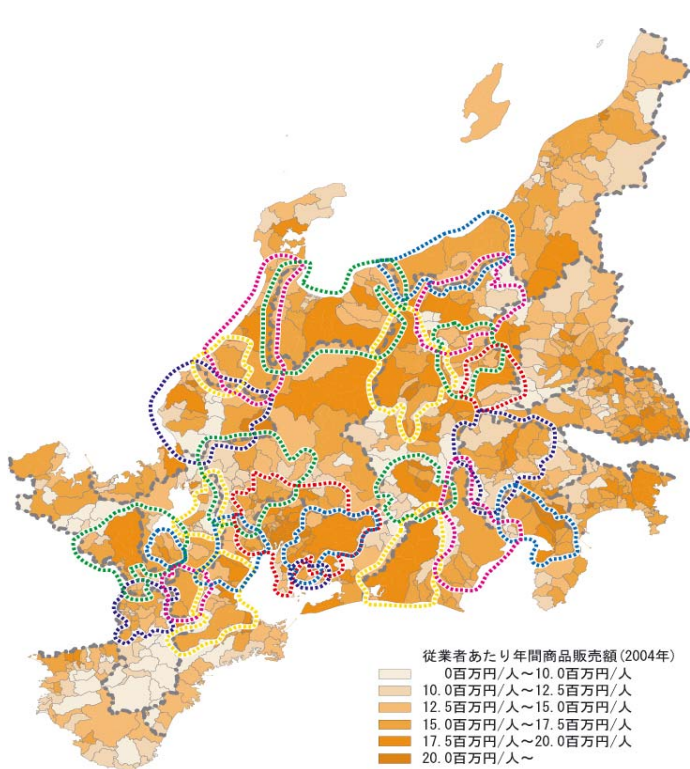 従業者あたり年間商品販売額(2004年)
0百万円/人～10.0百万円/人
10.0百万円/人～12.5百万円/人
12.5百万円/人～15.0百万円/人
15.0百万円/人～17.5百万円/人
17.5百万円/人～20.0百万円/人
20.0百万円/人～